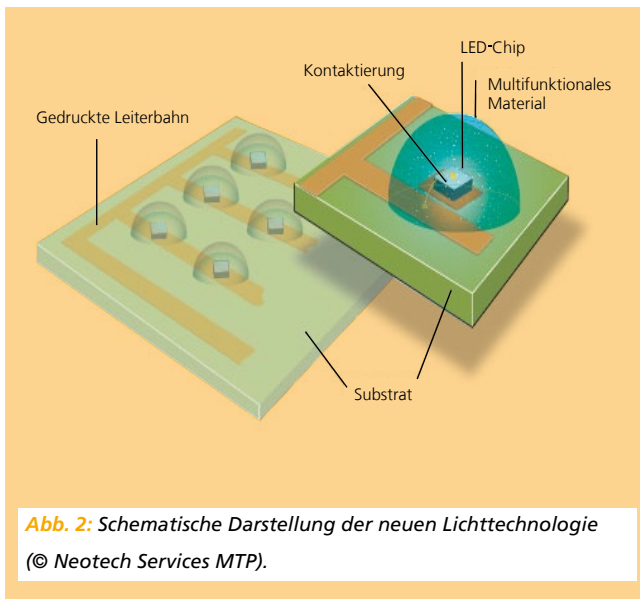 LED-Chip
Kontaktierung
Multifunktionales
Material
Gedruckte Leiterbahn
Substrat
Abb. 2: Schematische Darstellung der neuen Lichttechnologie
(© Neotech Services MTP).